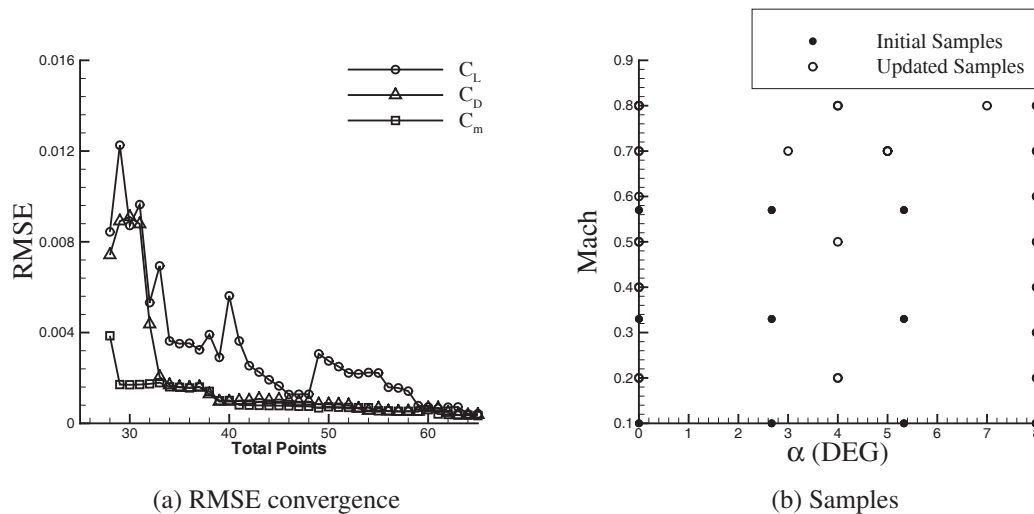 0.016
0.012
0.008
0.004
0
RMSE
30
40
50
60
Total Points
C_L
C_D
C_m
(a) RMSE convergence
Initial Samples
Updated Samples
0.9
0.8
0.7
0.6
0.5
0.4
0.3
0.2
0.1
Mach
0
1
2
3
4
5
6
7
8
α (DEG)
(b) Samples